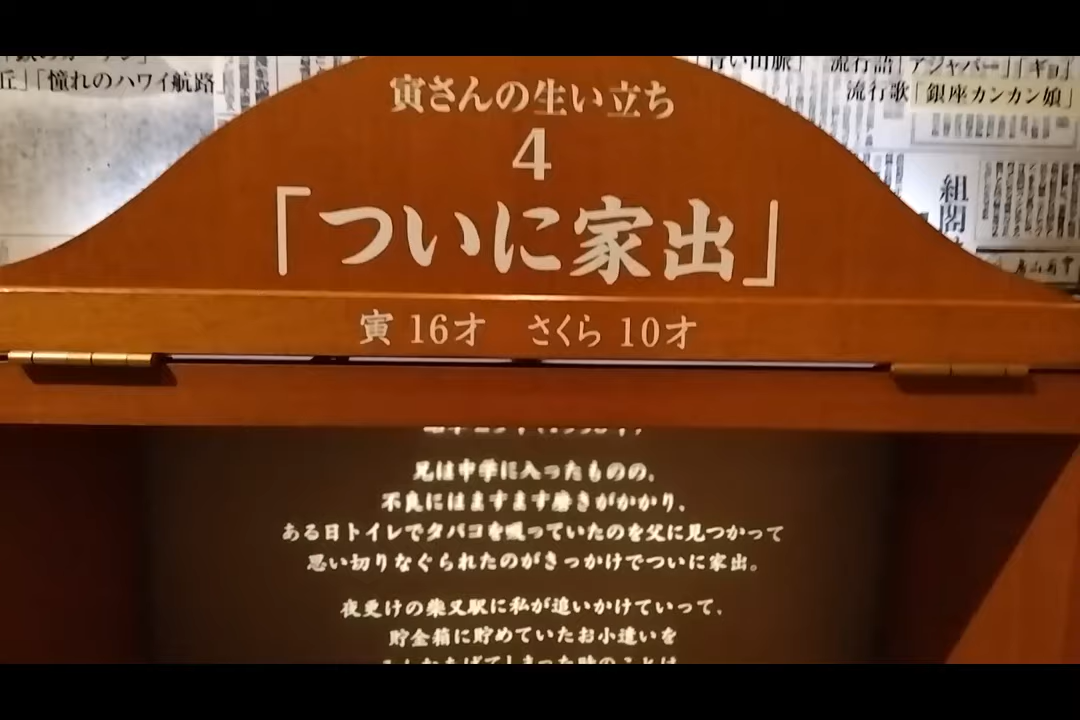 丘」「憧れのハワイ航路」
流行語「アジャパー」「ギョ」
流行歌「銀座カンカン娘」
組閣
寅さんの生い立ち
4
「ついに家出」
寅 16才 さくら 10才
兄は中学に入ったものの、
不良にはますます磨きがかかり、
ある日トイレでタバコを吸っていたのを父に見つかって
思い切りなぐられたのがきっかけでついに家出。
夜更けの柴又駅に私が追いかけていって、
貯金箱に貯めていたお小遣いを